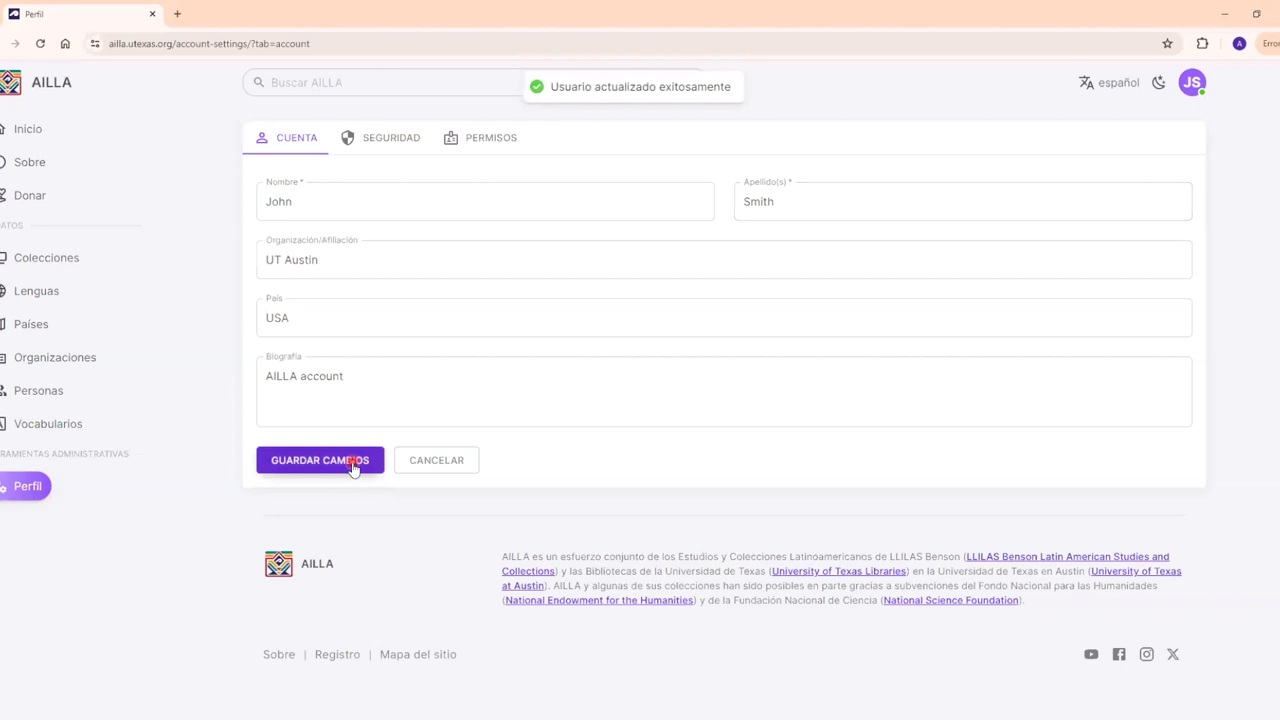 Perfil
ailla.utexas.org/account-settings/?tab=account
A
Error
AILLA
Buscar AILLA
Usuario actualizado exitosamente
español
JS
Inicio
Sobre
Donar
ATOS
Colecciones
Lenguas
Países
Organizaciones
Personas
Vocabularios
RAMIENTAS ADMINISTRATIVAS
Perfil
CUENTA
SEGURIDAD
PERMISOS
Nombre *
John
Apellido(s) *
Smith
Organización/Afiliación
UT Austin
País
USA
Biografía
AILLA account
GUARDAR CAMBIOS
CANCELAR
AILLA
AILLA es un esfuerzo conjunto de los Estudios y Colecciones Latinoamericanos de LLILAS Benson (LLILAS Benson Latin American Studies and
Collections) y las Bibliotecas de la Universidad de Texas (University of Texas Libraries) en la Universidad de Texas en Austin (University of Texas
at Austin). AILLA y algunas de sus colecciones han sido posibles en parte gracias a subvenciones del Fondo Nacional para las Humanidades
(National Endowment for the Humanities) y de la Fundación Nacional de Ciencia (National Science Foundation).
Sobre | Registro | Mapa del sitio